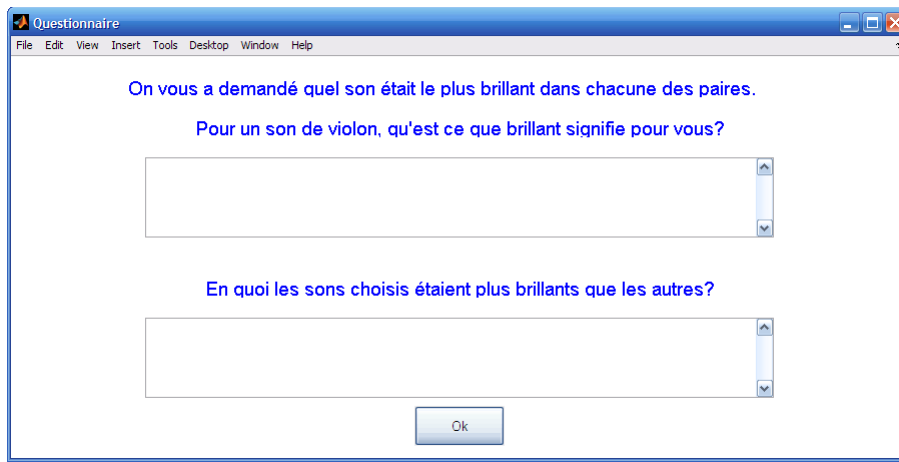 Questionnaire
File Edit View Insert Tools Desktop Window Help
On vous a demandé quel son était le plus brillant dans chacune des paires.
Pour un son de violon, qu'est ce que brillant signifie pour vous?
En quoi les sons choisis étaient plus brillants que les autres?
Ok